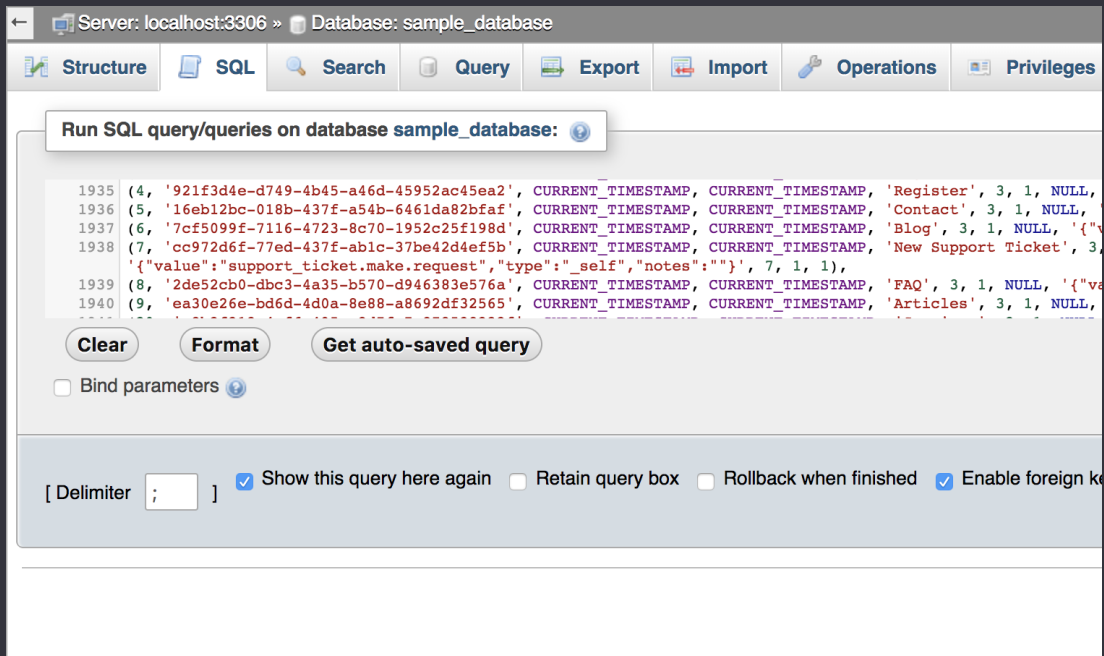 Server: localhost:3306 » Database: sample_database
Structure SQL Search Query Export Import Operations Privileges
Run SQL query/queries on database sample_database:
1935 (4, '921f3d4e-d749-4b45-a46d-45952ac45ea2', CURRENT_TIMESTAMP, CURRENT_TIMESTAMP, 'Register', 3, 1, NULL,
1936 (5, '16eb12bc-018b-437f-a54b-6461da82bfaf', CURRENT_TIMESTAMP, CURRENT_TIMESTAMP, 'Contact', 3, 1, NULL, '
1937 (6, '7cf5099f-7116-4723-8c70-1952c25f198d', CURRENT_TIMESTAMP, CURRENT_TIMESTAMP, 'Blog', 3, 1, NULL, '{"v
1938 (7, 'cc972d6f-77ed-437f-ab1c-37be42d4ef5b', CURRENT_TIMESTAMP, CURRENT_TIMESTAMP, 'New Support Ticket', 3,
'{"value":"support_ticket.make.request","type":"_self","notes":""}', 7, 1, 1),
1939 (8, '2de52cb0-dbc3-4a35-b570-d946383e576a', CURRENT_TIMESTAMP, CURRENT_TIMESTAMP, 'FAQ', 3, 1, NULL, '{"va
1940 (9, 'ea30e26e-bd6d-4d0a-8e88-a8692df32565', CURRENT_TIMESTAMP, CURRENT_TIMESTAMP, 'Articles', 3, 1, NULL,
Clear Format Get auto-saved query
Bind parameters
[ Delimiter ; ] Show this query here again Retain query box Rollback when finished Enable foreign ke